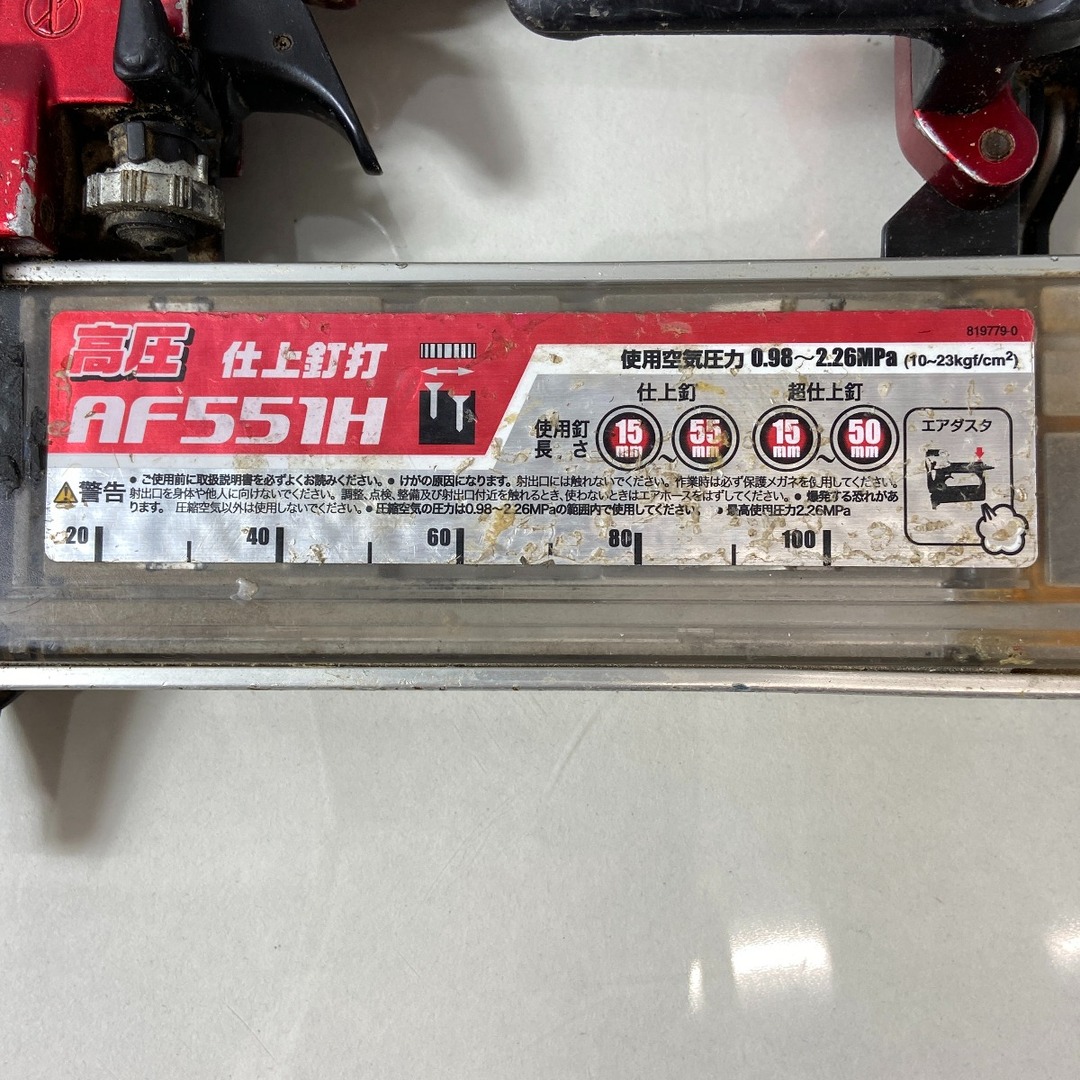 819779-0
高圧 仕上釘打
AF551H
使用空気圧力 0.98~2.26MPa (10~23kgf/cm²)
仕上釘 超仕上釘
使用釘長さ 15mm ~ 55mm 15mm ~ 50mm
エアダスタ
警告
• ご使用前に取扱説明書を必ずよくお読みください。• けがの原因になります。射出口には触れないでください。作業時は必ず保護メガネを使用してください。
射出口を身体や他人に向けないでください。調整、点検、整備及び射出口付近を触れるとき、使わないときはエアホースをはずしてください。• 爆発する恐れがあ
ります。 圧縮空気以外は使用しないでください。• 圧縮空気の圧力は0.98~2.26MPaの範囲内で使用してください。 • 最高使用圧力2.26MPa
20 40 60 80 100